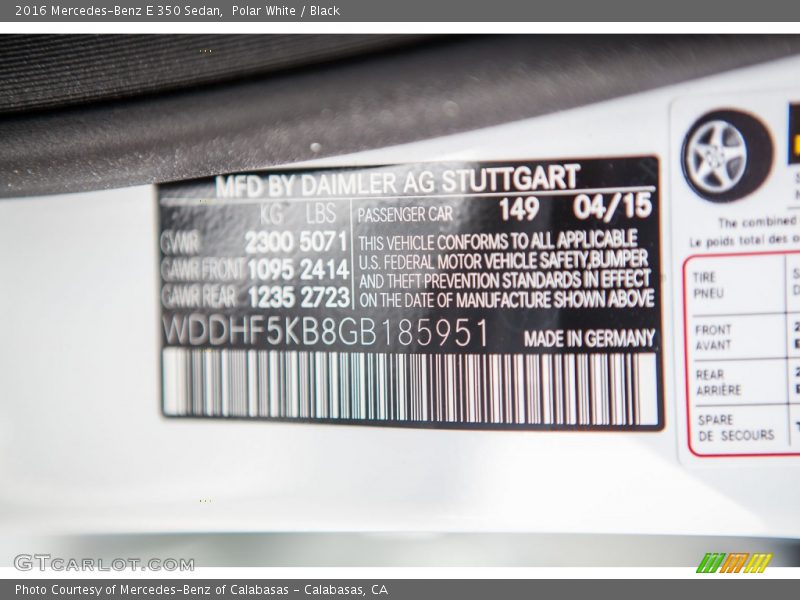 2016 Mercedes-Benz E 350 Sedan, Polar White / Black
MFD BY DAIMLER AG STUTTGART
KG LBS
GVWR 2300 5071
GAWR FRONT 1095 2414
GAWR REAR 1235 2723
PASSENGER CAR 149 04/15
THIS VEHICLE CONFORMS TO ALL APPLICABLE
U.S. FEDERAL MOTOR VEHICLE SAFETY,BUMPER
AND THEFT PREVENTION STANDARDS IN EFFECT
ON THE DATE OF MANUFACTURE SHOWN ABOVE
WDDHF5KB8GB185951
MADE IN GERMANY
The combined
Le poids total des
TIRE
PNEU
FRONT
AVANT
REAR
ARRIÈRE
SPARE
DE SECOURS
GTcarlot.com
Photo Courtesy of Mercedes-Benz of Calabasas - Calabasas, CA